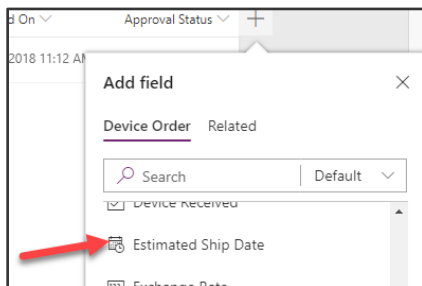 d On Approval Status
2018 11:12 AM
Add field
Device Order Related
Search Default
Device Received
Estimated Ship Date
Exchange Rate